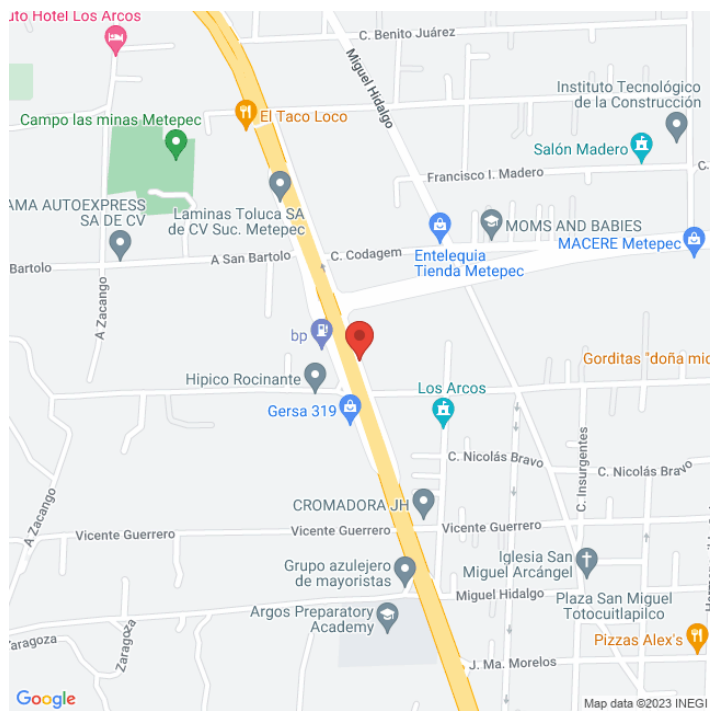 uto Hotel Los Arcos
C. Benito Juárez
Miguel Hidalgo
El Taco Loco
Campo las minas Metepec
Instituto Tecnológico
de la Construcción
Salón Madero
Francisco I. Madero
C.
AMA AUTOEXPRESS
SA DE CV
Laminas Toluca SA
de CV Suc. Metepec
MOMS AND BABIES
MACERE Metepec
Entelequia
Tienda Metepec
C. Codagem
A San Bartolo
Bartolo
A Zacango
bp
Gorditas "doña mic
Hipico Rocinante
Los Arcos
Gersa 319
C. Insurgentes
C. Nicolás Bravo
C. Nicolás Bravo
A Zacango
CROMADORA JH
Vicente Guerrero
Vicente Guerrero
Grupo azulejero
de mayoristas
Iglesia San
Miguel Arcángel
Miguel Hidalgo
Plaza San Miguel
Totocuitlapilco
Argos Preparatory
Academy
Zaragoza
Zaragoza
Pizzas Alex's
J. Ma. Morelos
Google
Map data ©2023 INEGI